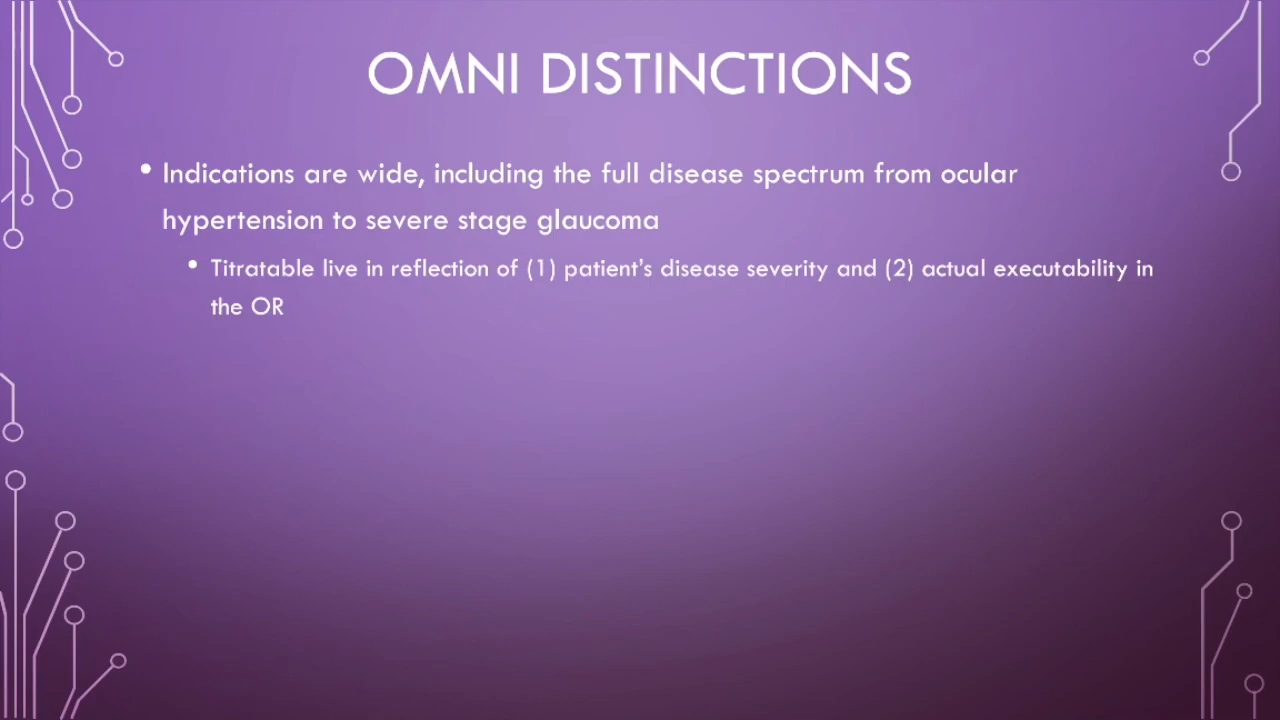 OMNI DISTINCTIONS
• Indications are wide, including the full disease spectrum from ocular
hypertension to severe stage glaucoma
• Titratable live in reflection of (1) patient’s disease severity and (2) actual executability in
the OR